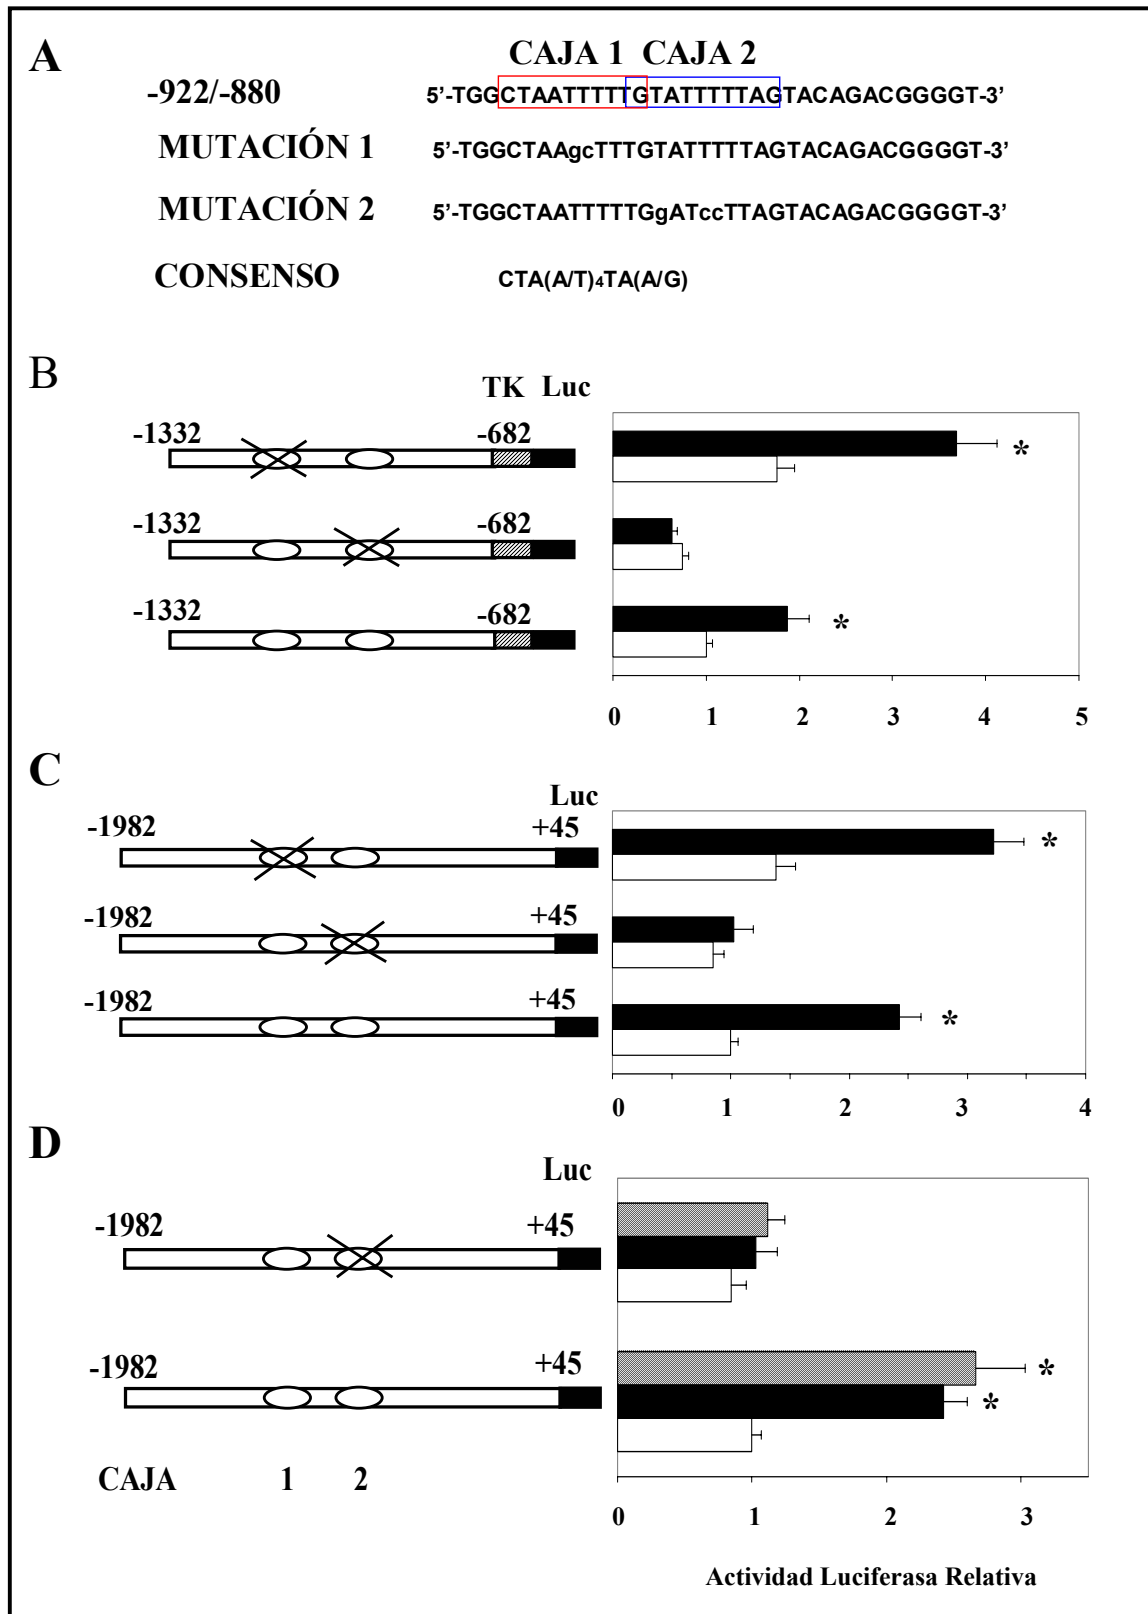 A
CAJA 1 CAJA 2
-922/-880 5’-TGGCTAATTTTTGTATTTTTAGTACAGACGGGGT-3’
MUTACIÓN 1 5’-TGGCTAAgcTTTGTATTTTTAGTACAGACGGGGT-3’
MUTACIÓN 2 5’-TGGCTAATTTTTGgATccTTAGTACAGACGGGGT-3’
CONSENSO CTA(A/T)₄TA(A/G)
B
TK Luc
-1332 -682
*
-1332 -682
-1332 -682
*
0 1 2 3 4 5
C
Luc
-1982 +45
*
-1982 +45
-1982 +45
*
0 1 2 3 4
D
Luc
-1982 +45
-1982 +45
*
*
CAJA 1 2
0 1 2 3
Actividad Luciferasa Relativa